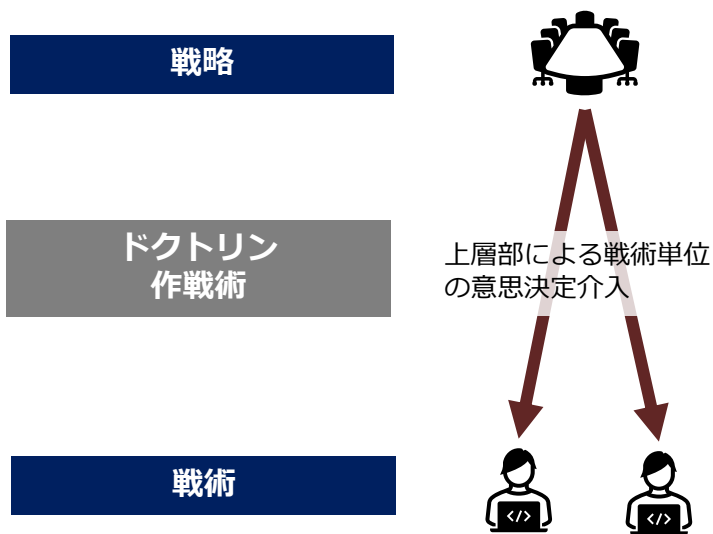 戦略
ドクトリン
作戦術
上層部による戦術単位
の意思決定介入
戦術
</>
</>